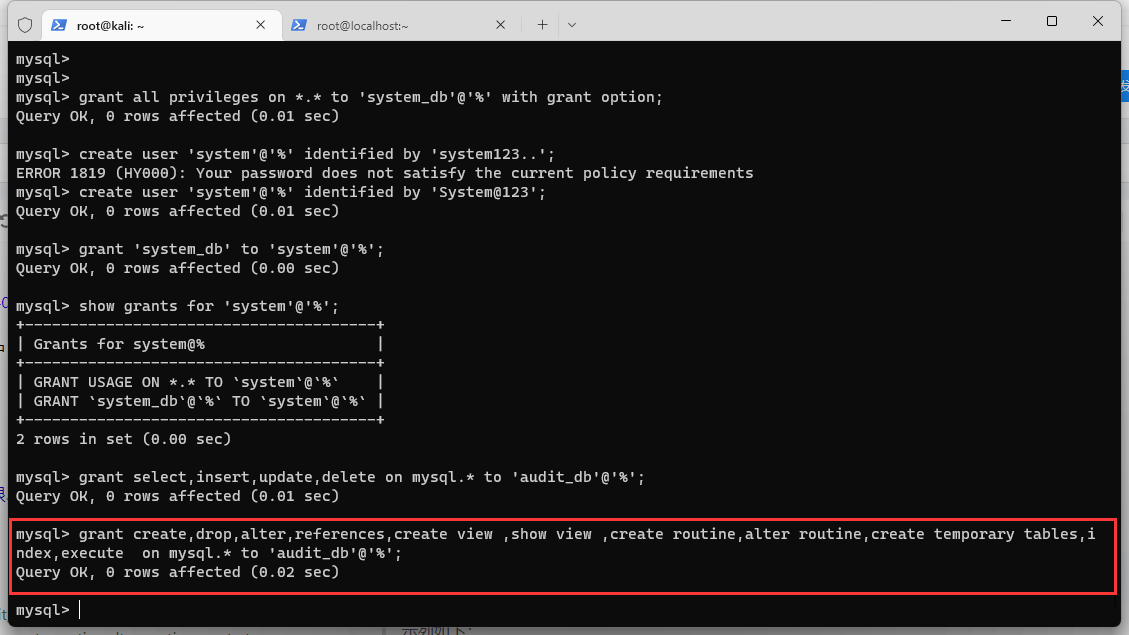 root@kali: ~
root@localhost:~
mysql>
mysql>
mysql> grant all privileges on *.* to 'system_db'@'%' with grant option;
Query OK, 0 rows affected (0.01 sec)
mysql> create user 'system'@'%' identified by 'system123..';
ERROR 1819 (HY000): Your password does not satisfy the current policy requirements
mysql> create user 'system'@'%' identified by 'System@123';
Query OK, 0 rows affected (0.01 sec)
mysql> grant 'system_db' to 'system'@'%';
Query OK, 0 rows affected (0.00 sec)
mysql> show grants for 'system'@'%';
+---------------------------------------+
| Grants for system@%                   |
+---------------------------------------+
| GRANT USAGE ON *.* TO `system`@`%`    |
| GRANT `system_db`@`%` TO `system`@`%` |
+---------------------------------------+
2 rows in set (0.00 sec)
mysql> grant select,insert,update,delete on mysql.* to 'audit_db'@'%';
Query OK, 0 rows affected (0.01 sec)
mysql> grant create,drop,alter,references,create view ,show view ,create routine,alter routine,create temporary tables,i
ndex,execute  on mysql.* to 'audit_db'@'%';
Query OK, 0 rows affected (0.02 sec)
mysql>